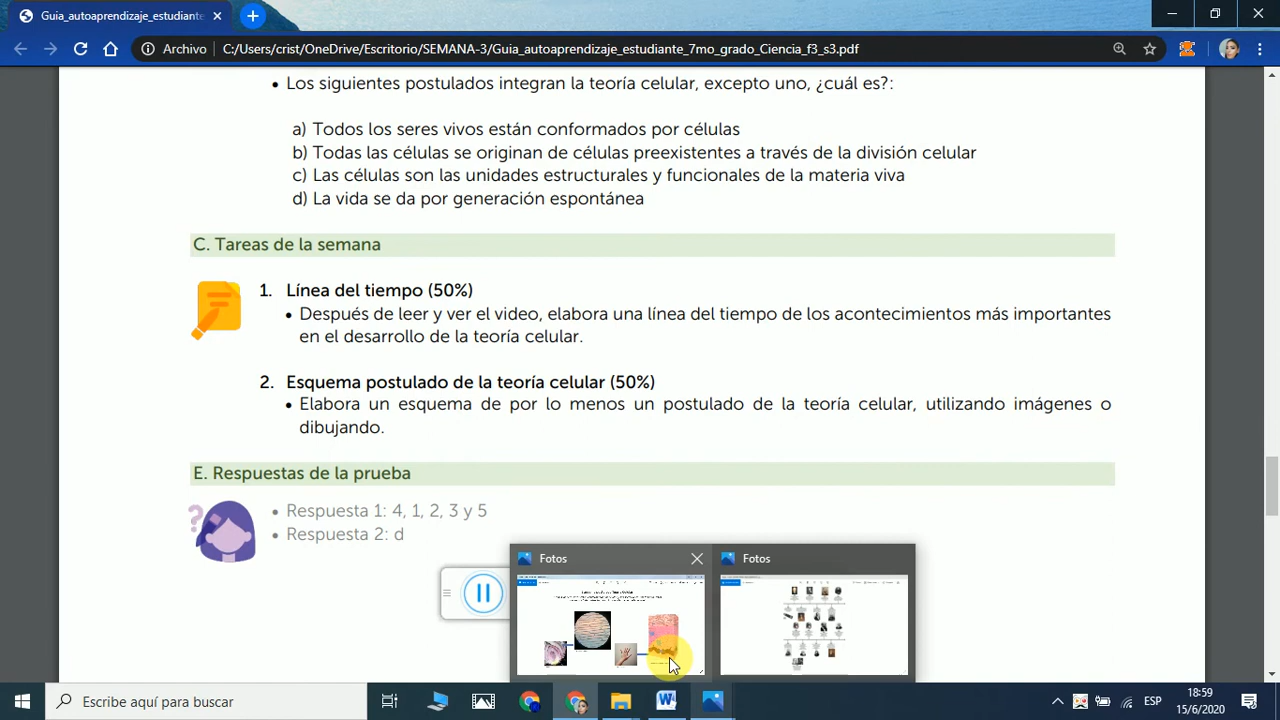 Guia_autoaprendizaje_estudiante
Archivo
C:/Users/crist/OneDrive/Escritorio/SEMANA-3/Guia_autoaprendizaje_estudiante_7mo_grado_Ciencia_f3_s3.pdf
• Los siguientes postulados integran la teoría celular, excepto uno, ¿cuál es?:
a) Todos los seres vivos están conformados por células
b) Todas las células se originan de células preexistentes a través de la división celular
c) Las células son las unidades estructurales y funcionales de la materia viva
d) La vida se da por generación espontánea
C. Tareas de la semana
1. Línea del tiempo (50%)
• Después de leer y ver el video, elabora una línea del tiempo de los acontecimientos más importantes
en el desarrollo de la teoría celular.
2. Esquema postulado de la teoría celular (50%)
• Elabora un esquema de por lo menos un postulado de la teoría celular, utilizando imágenes o
dibujando.
E. Respuestas de la prueba
• Respuesta 1: 4, 1, 2, 3 y 5
• Respuesta 2: d
Fotos
Fotos
Escribe aquí para buscar
ESP
18:59
15/6/2020